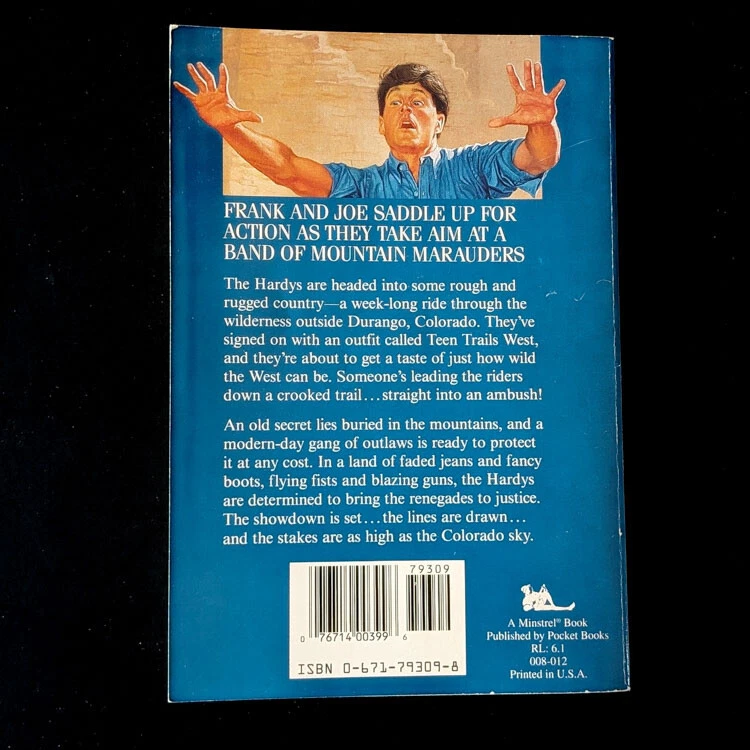 FRANK AND JOE SADDLE UP FOR
ACTION AS THEY TAKE AIM AT A
BAND OF MOUNTAIN MARAUDERS
The Hardys are headed into some rough and
rugged country—a week-long ride through the
wilderness outside Durango, Colorado. They've
signed on with an outfit called Teen Trails West,
and they're about to get a taste of just how wild
the West can be. Someone's leading the riders
down a crooked trail...straight into an ambush!
An old secret lies buried in the mountains, and a
modern-day gang of outlaws is ready to protect
it at any cost. In a land of faded jeans and fancy
boots, flying fists and blazing guns, the Hardys
are determined to bring the renegades to justice.
The showdown is set...the lines are drawn...
and the stakes are as high as the Colorado sky.
79309
0 76714 00399 6
ISBN 0-671-79309-8
A Minstrel® Book
Published by Pocket Books
RL: 6.1
008-012
Printed in U.S.A.